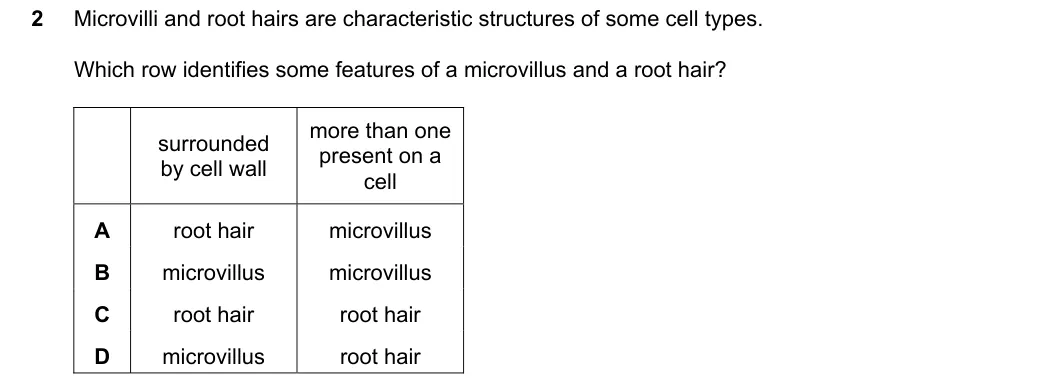 2 Microvilli and root hairs are characteristic structures of some cell types.
Which row identifies some features of a microvillus and a root hair?
surrounded by cell wall | more than one present on a cell
A root hair microvillus
B microvillus microvillus
C root hair root hair
D microvillus root hair